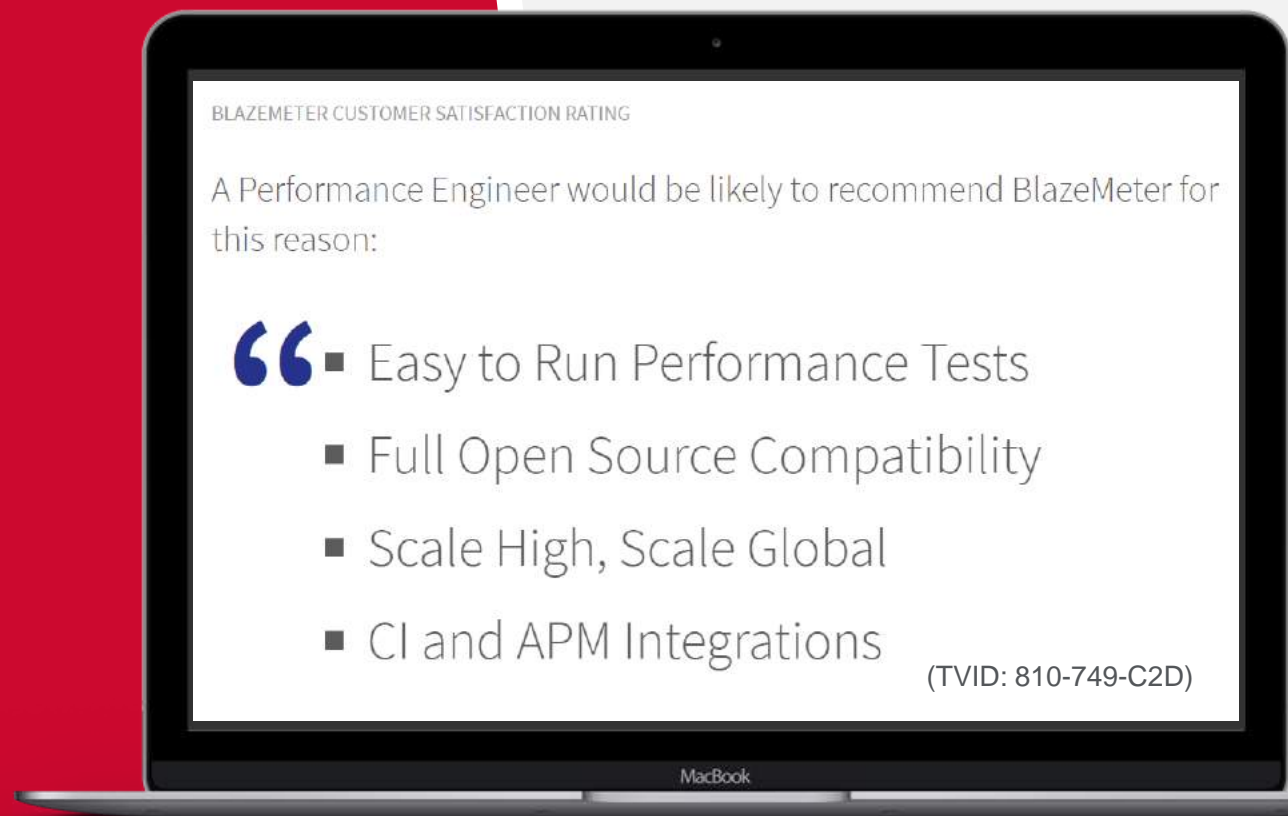 BLAZEMETER CUSTOMER SATISFACTION RATING
A Performance Engineer would be likely to recommend BlazeMeter for
this reason:
“▪ Easy to Run Performance Tests
▪ Full Open Source Compatibility
▪ Scale High, Scale Global
▪ CI and APM Integrations
(TVID: 810-749-C2D)
MacBook